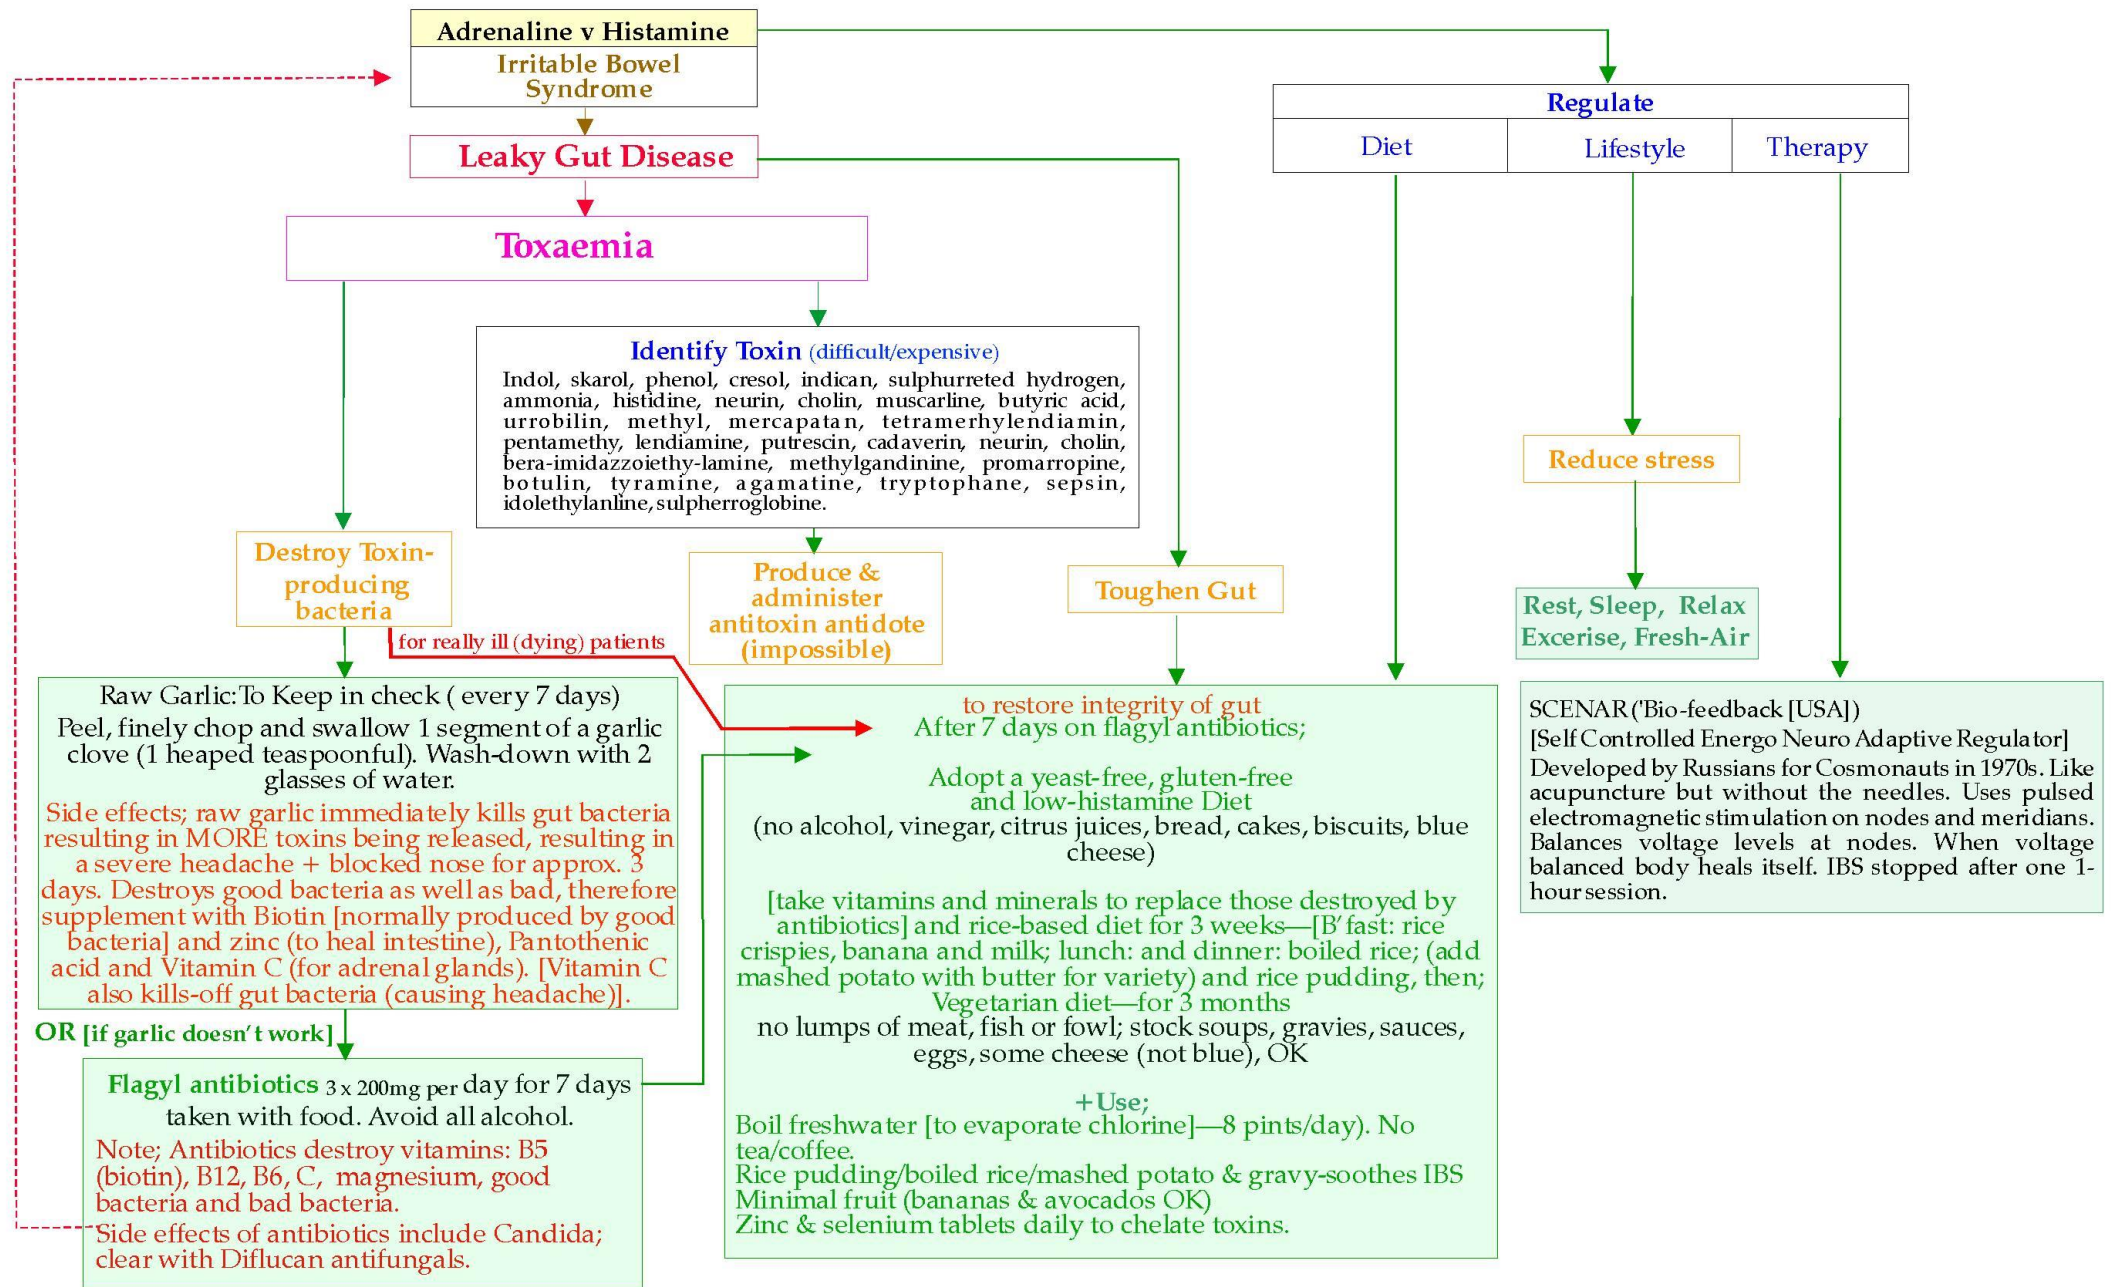 Adrenaline v Histamine
Irritable Bowel
Syndrome
Leaky Gut Disease
Toxaemia
Regulate
Diet
Lifestyle
Therapy
Identify Toxin (difficult/expensive)
Indol, skarol, phenol, cresol, indican, sulphurreted hydrogen,
ammonia, histidine, neurin, cholin, muscarline, butyric acid,
urrobilin, methyl, mercapatan, tetramerhylendiamin,
pentamethy, lendiamine, putrescin, cadaverin, neurin, cholin,
bera-imidazzoiethy-lamine, methylgandinine, promarropine,
botulin, tyramine, agamatine, tryptophane, sepsin,
idolethylanline, sulpherroglobine.
Destroy Toxin-
producing
bacteria
Produce &
administer
antitoxin antidote
(impossible)
Toughen Gut
Reduce stress
Rest, Sleep, Relax
Excerise, Fresh-Air
for really ill (dying) patients
Raw Garlic:To Keep in check ( every 7 days)
Peel, finely chop and swallow 1 segment of a garlic
clove (1 heaped teaspoonful). Wash-down with 2
glasses of water.
Side effects; raw garlic immediately kills gut bacteria
resulting in MORE toxins being released, resulting in
a severe headache + blocked nose for approx. 3
days. Destroys good bacteria as well as bad, therefore
supplement with Biotin [normally produced by good
bacteria] and zinc (to heal intestine), Pantothenic
acid and Vitamin C (for adrenal glands). [Vitamin C
also kills-off gut bacteria (causing headache)].
OR [if garlic doesn't work]
Flagyl antibiotics 3 x 200mg per day for 7 days
taken with food. Avoid all alcohol.
Note; Antibiotics destroy vitamins: B5
(biotin), B12, B6, C, magnesium, good
bacteria and bad bacteria.
Side effects of antibiotics include Candida;
clear with Diflucan antifungals.
to restore integrity of gut
After 7 days on flagyl antibiotics;
Adopt a yeast-free, gluten-free
and low-histamine Diet
(no alcohol, vinegar, citrus juices, bread, cakes, biscuits, blue
cheese)
[take vitamins and minerals to replace those destroyed by
antibiotics] and rice-based diet for 3 weeks—[B'fast: rice
crispies, banana and milk; lunch: and dinner: boiled rice; (add
mashed potato with butter for variety) and rice pudding, then;
Vegetarian diet—for 3 months
no lumps of meat, fish or fowl; stock soups, gravies, sauces,
eggs, some cheese (not blue), OK
+Use;
Boil freshwater [to evaporate chlorine]—8 pints/day). No
tea/coffee.
Rice pudding/boiled rice/mashed potato & gravy-soothes IBS
Minimal fruit (bananas & avocados OK)
Zinc & selenium tablets daily to chelate toxins.
SCENAR ('Bio-feedback [USA])
[Self Controlled Energo Neuro Adaptive Regulator]
Developed by Russians for Cosmonauts in 1970s. Like
acupuncture but without the needles. Uses pulsed
electromagnetic stimulation on nodes and meridians.
Balances voltage levels at nodes. When voltage
balanced body heals itself. IBS stopped after one 1-
hour session.